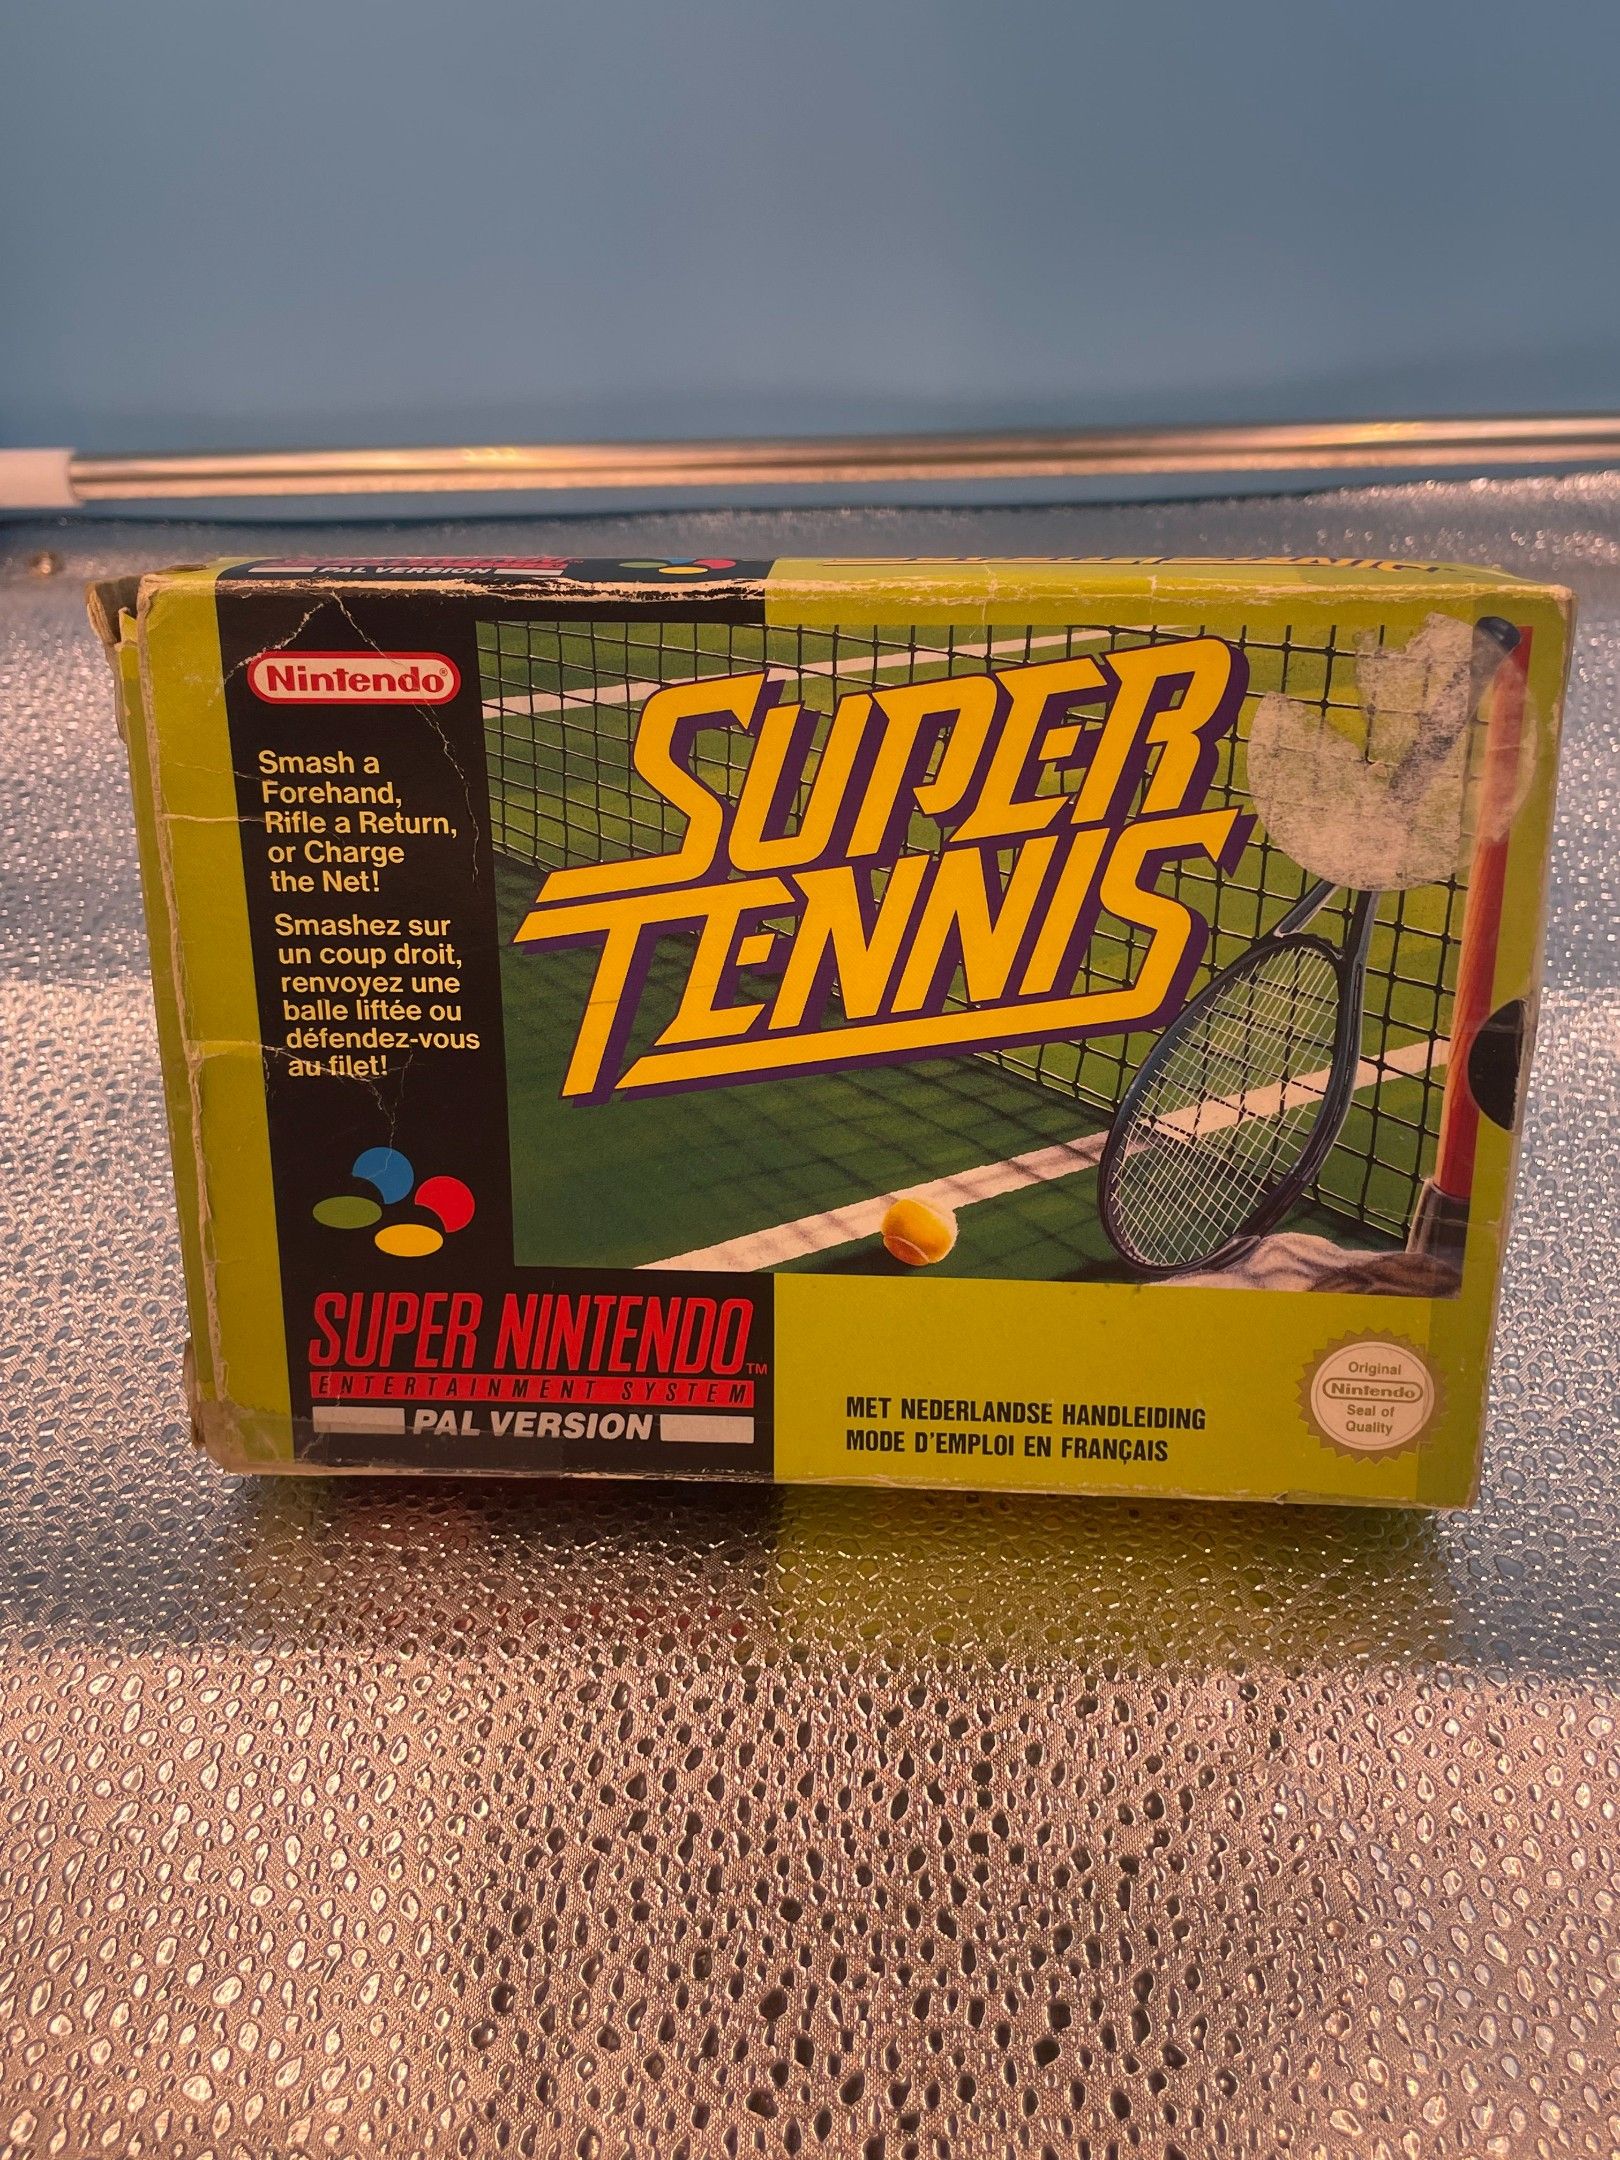 PAL VERSION
Nintendo®
Smash a
Forehand,
Rifle a Return,
or Charge
the Net!
Smashez sur
un coup droit,
renvoyez une
balle liftée ou
défendez-vous
au filet!
SUPER
TENNIS
SUPER NINTENDO™
ENTERTAINMENT SYSTEM
PAL VERSION
MET NEDERLANDSE HANDLEIDING
MODE D'EMPLOI EN FRANÇAIS
Original
Nintendo
Seal of
Quality